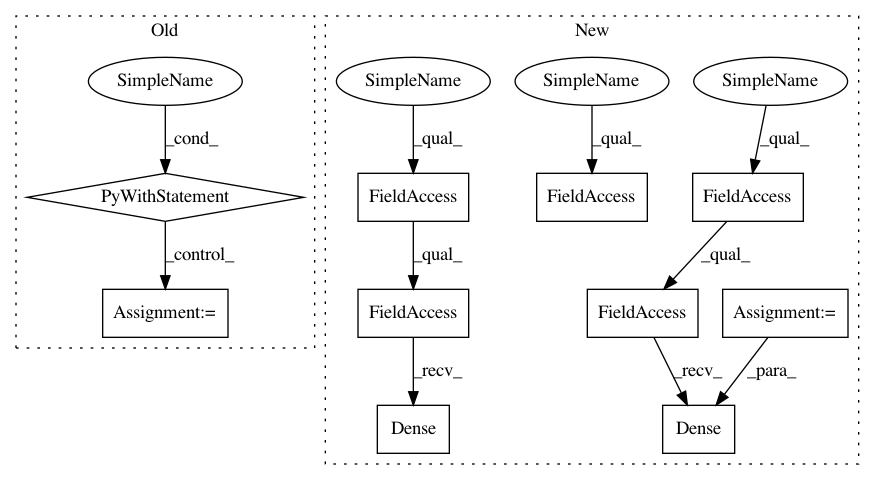 Old
New
SimpleName
SimpleName
SimpleName
SimpleName
_cond_
_qual_
_qual_
_qual_
PyWithStatement
FieldAccess
FieldAccess
FieldAccess
_control_
_qual_
_qual_
Assignment:=
FieldAccess
FieldAccess
Assignment:=
_recv_
_recv_
_para_
Dense
Dense